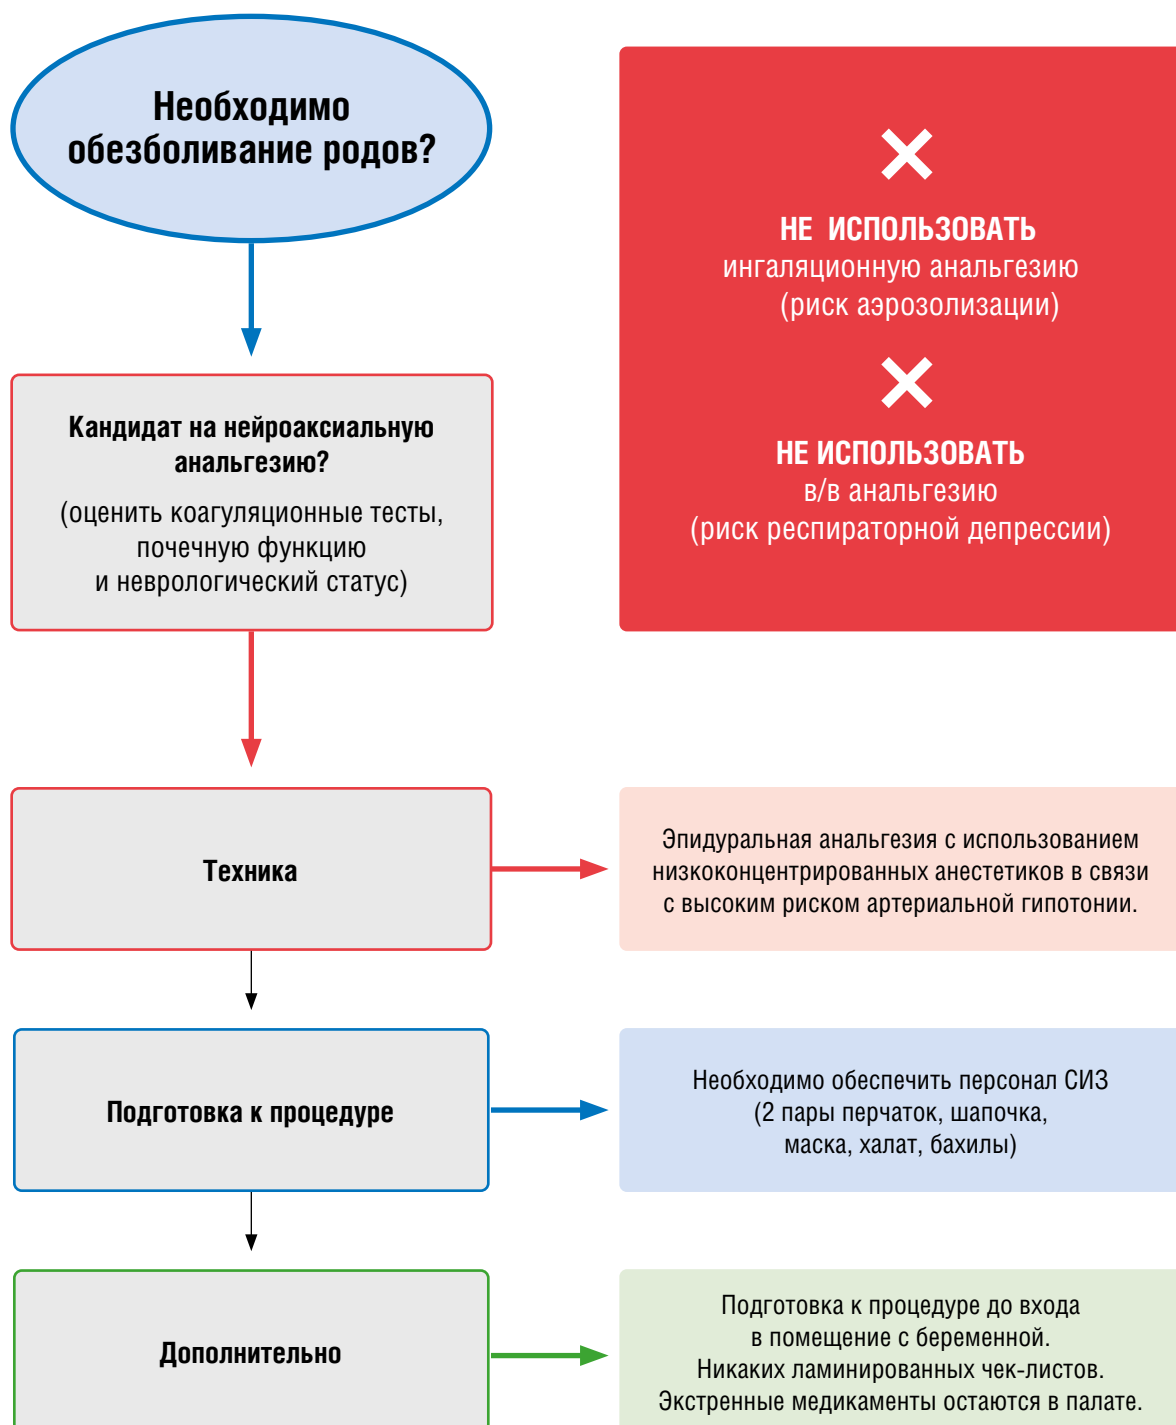 Необходимо
обезболивание родов?
НЕ ИСПОЛЬЗОВАТЬ
ингаляционную анальгезию
(риск аэрозолизации)
НЕ ИСПОЛЬЗОВАТЬ
в/в анальгезию
(риск респираторной депрессии)
Кандидат на нейроаксиальную
анальгезию?
(оценить коагуляционные тесты,
почечную функцию
и неврологический статус)
Техника
Эпидуральная анальгезия с использованием
низкоконцентрированных анестетиков в связи
с высоким риском артериальной гипотонии.
Подготовка к процедуре
Необходимо обеспечить персонал СИЗ
(2 пары перчаток, шапочка,
маска, халат, бахилы)
Дополнительно
Подготовка к процедуре до входа
в помещение с беременной.
Никаких ламинированных чек-листов.
Экстренные медикаменты остаются в палате.